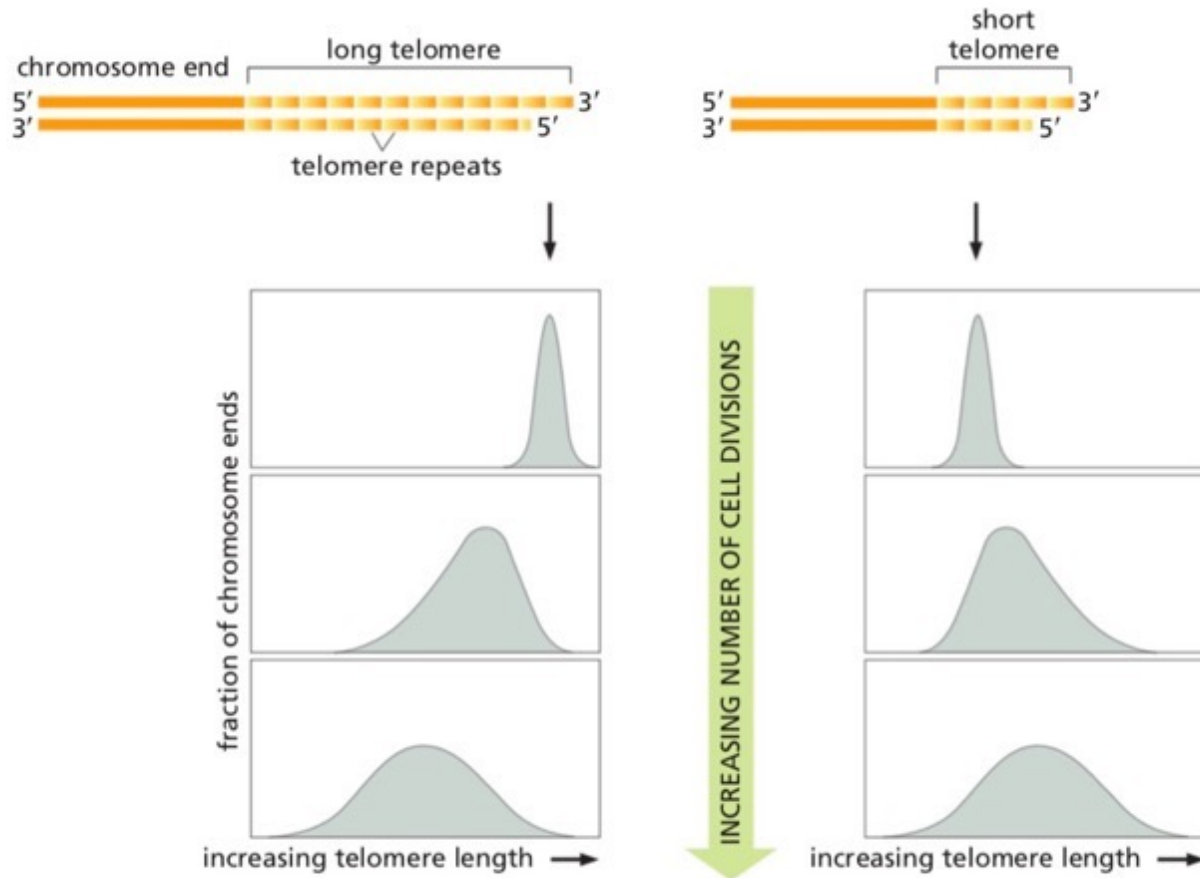 short
telomere
long telomere
chromosome end
5′
3′
3′
5′
5′
3′
3′
5′
telomere repeats
fraction of chromosome ends
INCREASING NUMBER OF CELL DIVISIONS
increasing telomere length
increasing telomere length